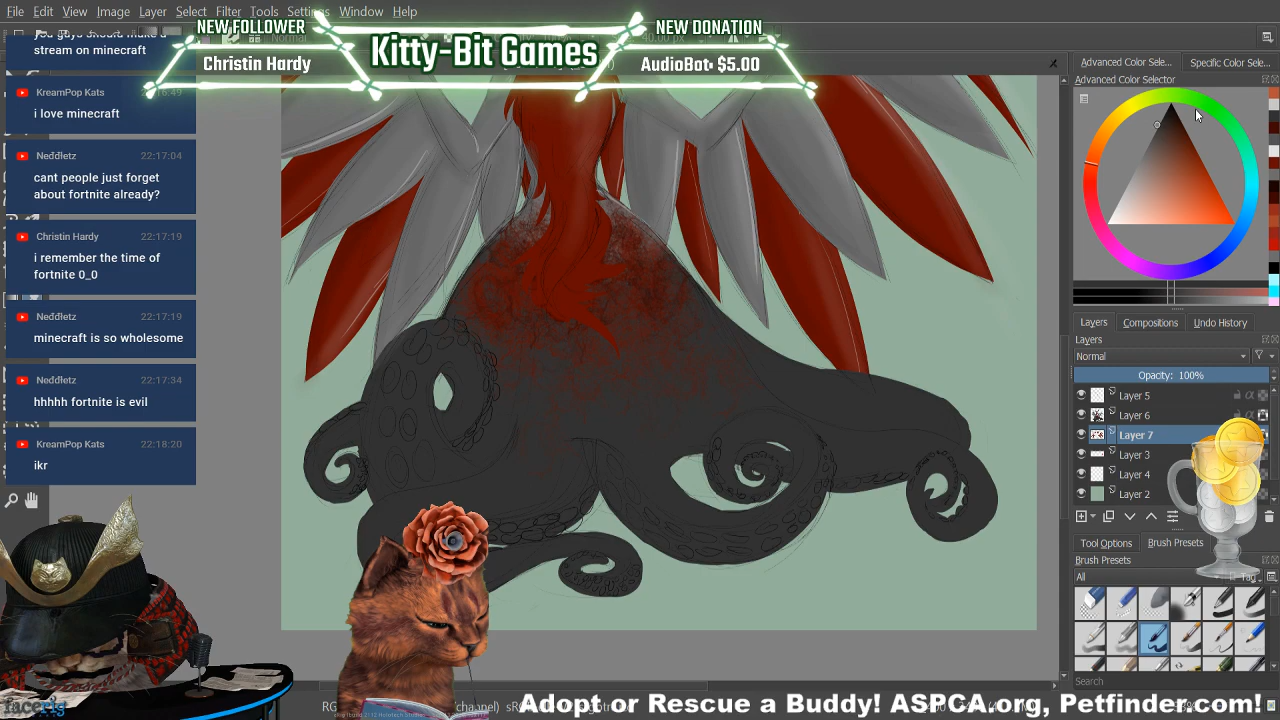 File Edit View Image Layer Select Filter Tools Settings Window Help
NEW FOLLOWER
Christin Hardy
Kitty-Bit Games
NEW DONATION
AudioBot• $5.00
stream on minecraft
KreamPop Kats
i love minecraft
Neddletz 22:17:04
cant people just forget
about fortnite already?
Christin Hardy 22:17:19
i remember the time of
fortnite 0_0
Neddletz 22:17:19
minecraft is so wholesome
Neddletz 22:17:34
hhhhh fortnite is evil
KreamPop Kats 22:18:20
ikr
Advanced Color Sele... Specific Color Sele...
Advanced Color Selector
Layers Compositions Undo History
Layers
Normal
Opacity: 100%
Layer 5
Layer 6
Layer 7
Layer 3
Layer 4
Layer 2
Tool Options Brush Presets
Brush Presets
All
Tag
Search
facerig
Adopt or Rescue a Buddy! ASPCA.org, Petfinder.com!